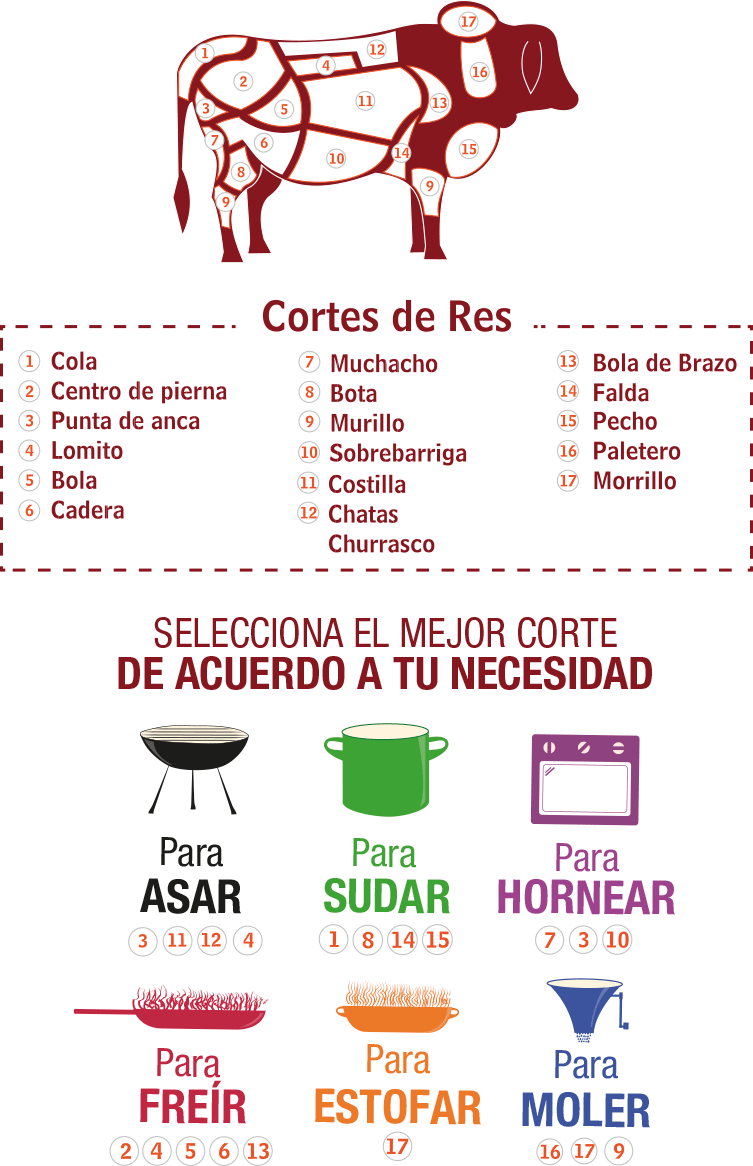 17
1
12
4
16
2
11
13
3
5
7
6
14
15
10
8
9
9
Cortes de Res
1 Cola
2 Centro de pierna
3 Punta de anca
4 Lomito
5 Bola
6 Cadera
7 Muchacho
8 Bota
9 Murillo
10 Sobrebarriga
11 Costilla
12 Chatas
Churrasco
13 Bola de Brazo
14 Falda
15 Pecho
16 Paletero
17 Morrillo
SELECCIONA EL MEJOR CORTE
DE ACUERDO A TU NECESIDAD
Para
ASAR
3 11 12 4
Para
SUDAR
1 8 14 15
Para
HORNEAR
7 3 10
Para
FREÍR
2 4 5 6 13
Para
ESTOFAR
17
Para
MOLER
16 17 9